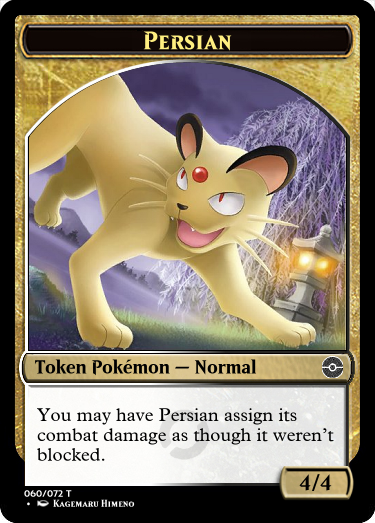 Persian
Token Pokémon — Normal
You may have Persian assign its
combat damage as though it weren't
blocked.
4/4
060/072 T
• Kagemaru Himeno